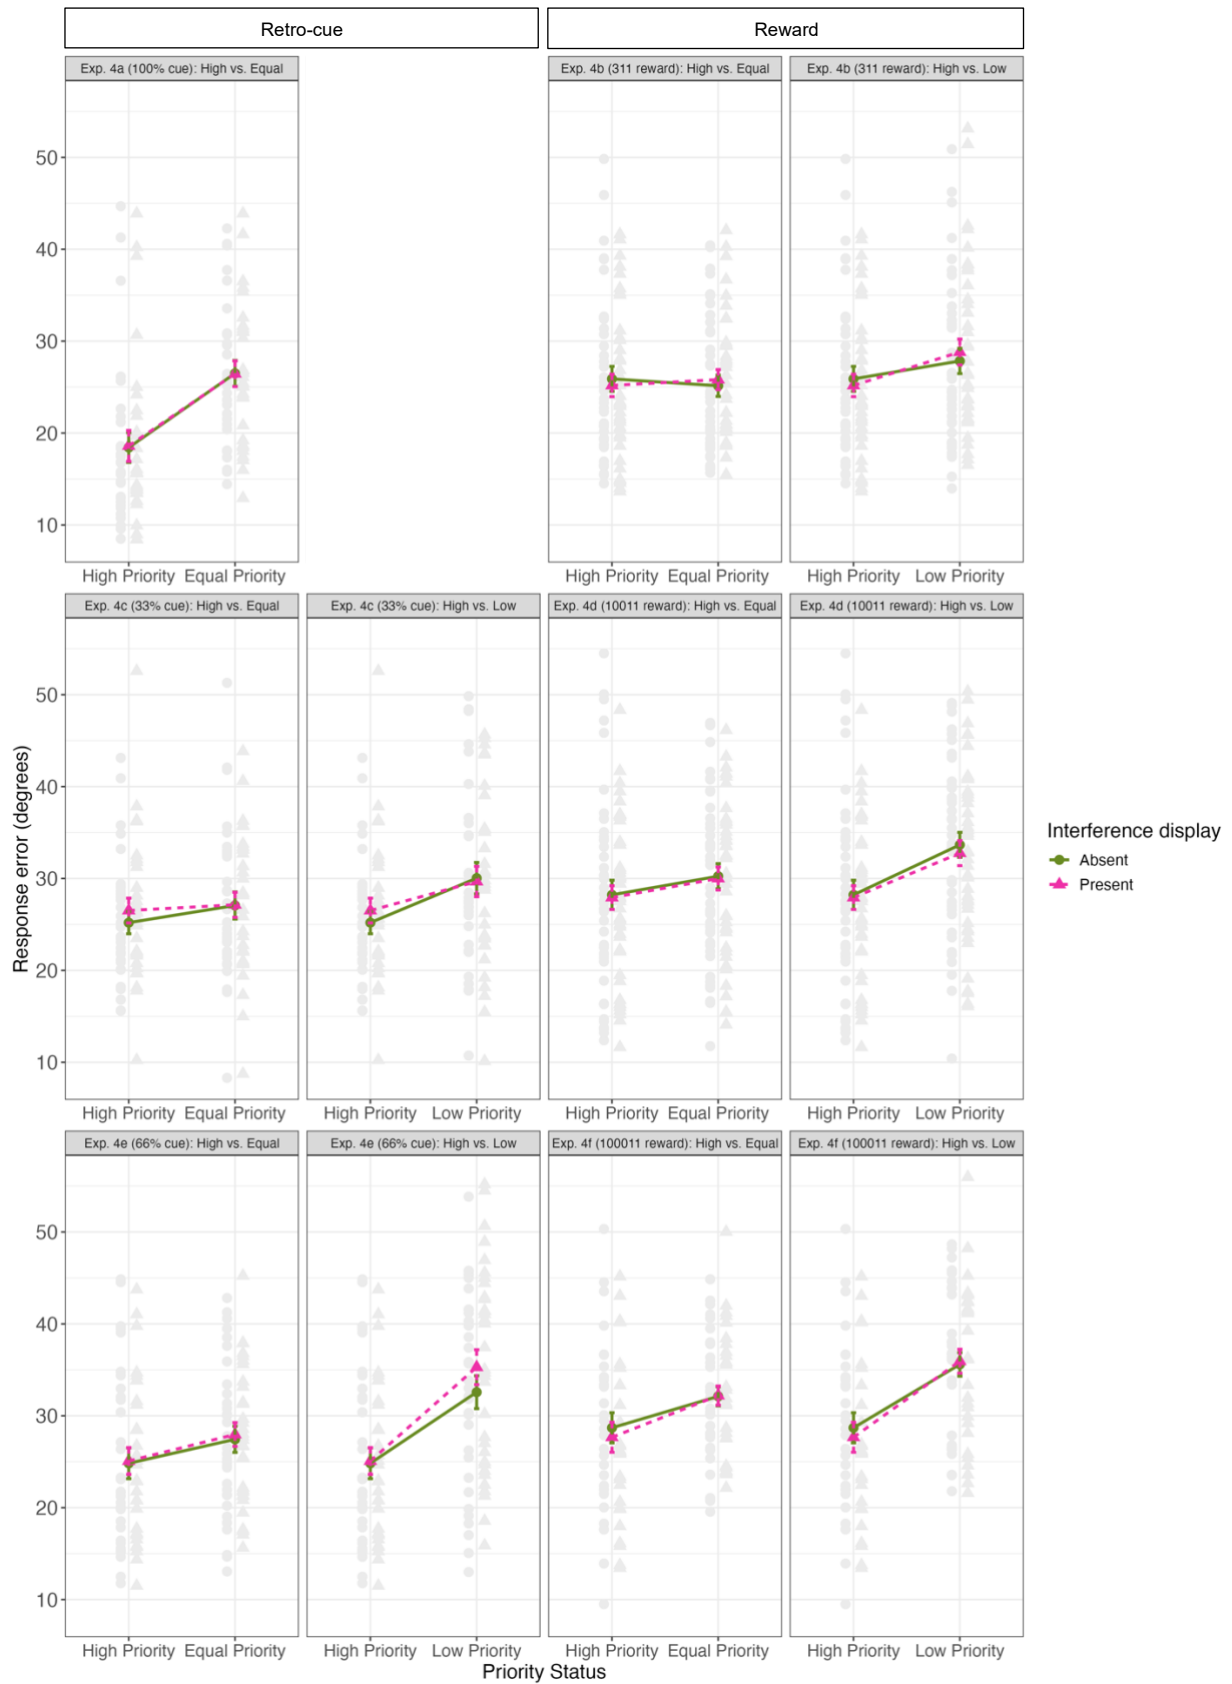 Retro-cue
Reward
Exp. 4a (100% cue): High vs. Equal
Exp. 4b (311 reward): High vs. Equal
Exp. 4b (311 reward): High vs. Low
50
40
30
20
10
High Priority Equal Priority
High Priority Equal Priority
High Priority Low Priority
Exp. 4c (33% cue): High vs. Equal
Exp. 4c (33% cue): High vs. Low
Exp. 4d (10011 reward): High vs. Equal
Exp. 4d (10011 reward): High vs. Low
50
40
30
20
10
High Priority Equal Priority
High Priority Low Priority
High Priority Equal Priority
High Priority Low Priority
Response error (degrees)
Interference display
Absent
Present
Exp. 4e (66% cue): High vs. Equal
Exp. 4e (66% cue): High vs. Low
Exp. 4f (100011 reward): High vs. Equal
Exp. 4f (100011 reward): High vs. Low
50
40
30
20
10
High Priority Equal Priority
High Priority Low Priority
High Priority Equal Priority
High Priority Low Priority
Priority Status